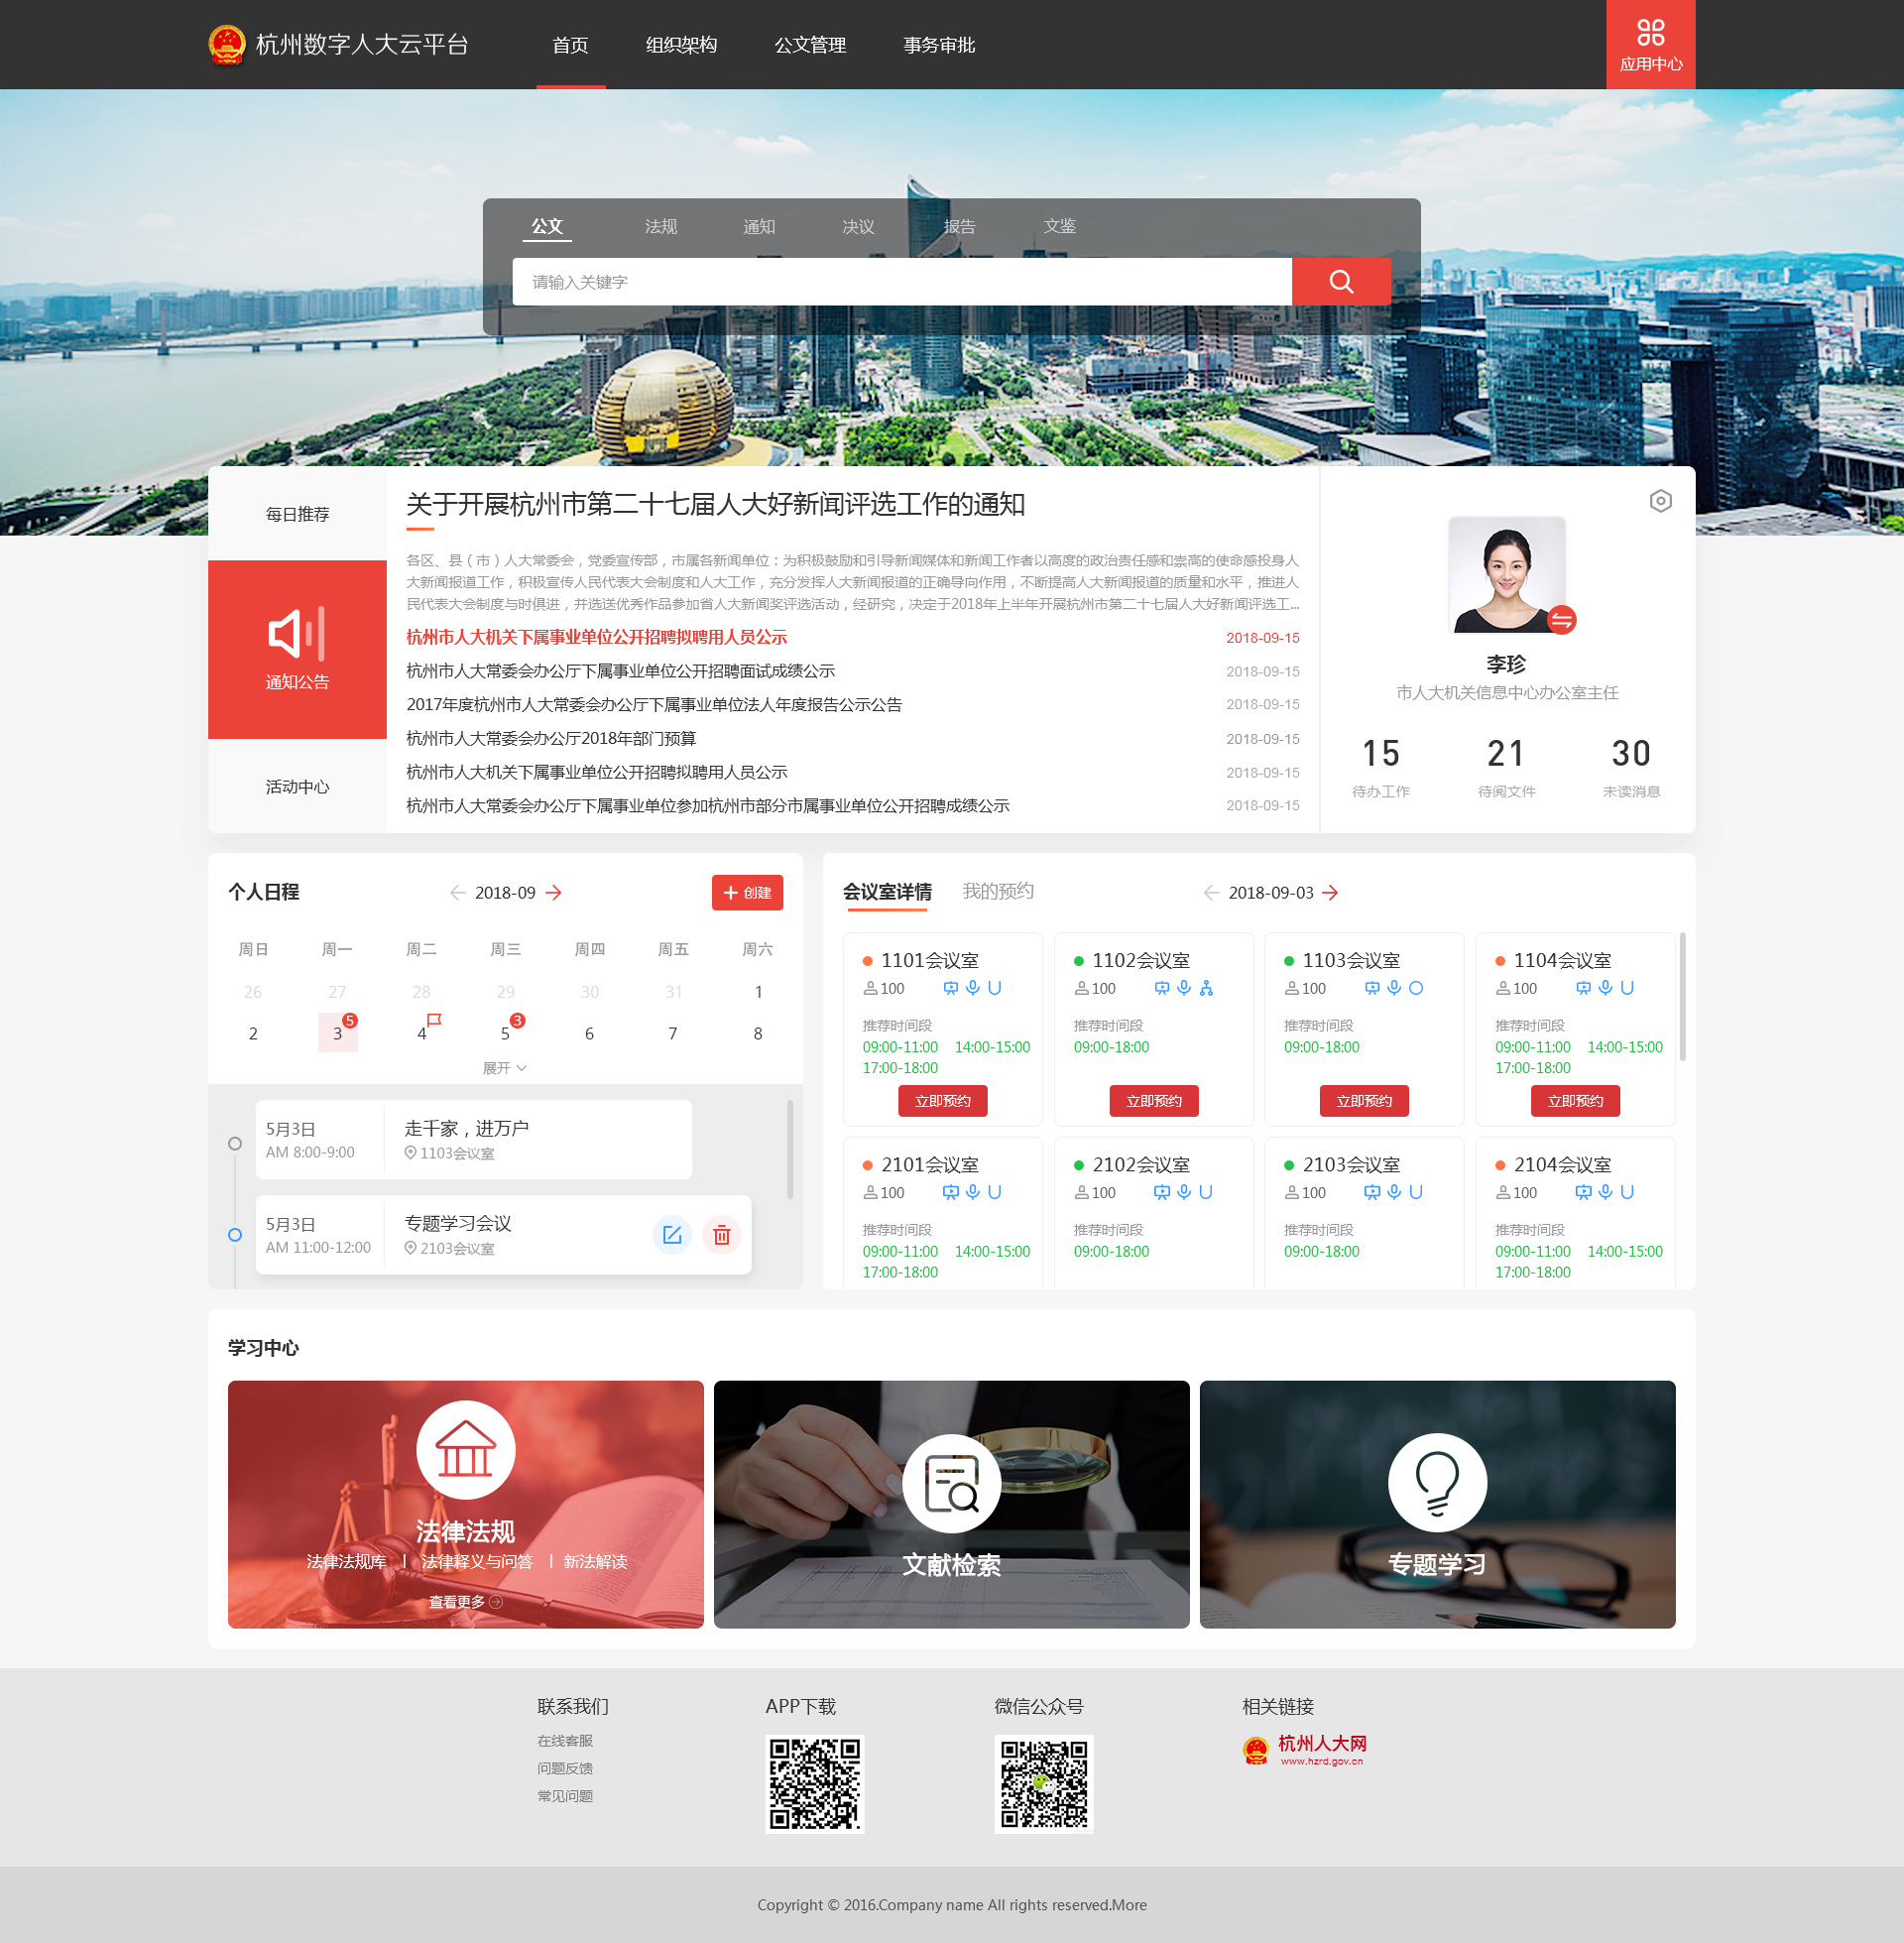 杭州数字人大云平台 首页 组织架构 公文管理 事务审批 应用中心
公文 法规 通知 决议 报告 文鉴
请输入关键字
每日推荐
通知公告
活动中心
关于开展杭州市第二十七届人大好新闻评选工作的通知
各区、县（市）人大常委会，党委宣传部，市属各新闻单位：为积极鼓励和引导新闻媒体和新闻工作者以高度的政治责任感和崇高的使命感投身人
大新闻报道工作，积极宣传人民代表大会制度和人大工作，充分发挥人大新闻报道的正确导向作用，不断提高人大新闻报道的质量和水平，推进人
民代表大会制度与时俱进，并选送优秀作品参加省人大新闻奖评选活动，经研究，决定于2018年上半年开展杭州市第二十七届人大好新闻评选工...
杭州市人大机关下属事业单位公开招聘拟聘用人员公示 2018-09-15
杭州市人大常委会办公厅下属事业单位公开招聘面试成绩公示 2018-09-15
2017年度杭州市人大常委会办公厅下属事业单位法人年度报告公示公告 2018-09-15
杭州市人大常委会办公厅2018年部门预算 2018-09-15
杭州市人大机关下属事业单位公开招聘拟聘用人员公示 2018-09-15
杭州市人大常委会办公厅下属事业单位参加杭州市部分市属事业单位公开招聘成绩公示 2018-09-15
李珍
市人大机关信息中心办公室主任
15 21 30
待办工作 待阅文件 未读消息
个人日程 2018-09 创建
周日 周一 周二 周三 周四 周五 周六
26 27 28 29 30 31 1
2 3 5 4 5 3 6 7 8
展开
5月3日 走千家，进万户
AM 8:00-9:00 1103会议室
5月3日 专题学习会议
AM 11:00-12:00 2103会议室
会议室详情 我的预约 2018-09-03
1101会议室 1102会议室 1103会议室 1104会议室
100 100 100 100
推荐时间段 推荐时间段 推荐时间段 推荐时间段
09:00-11:00 14:00-15:00 09:00-18:00 09:00-18:00 09:00-11:00 14:00-15:00
17:00-18:00 17:00-18:00
立即预约 立即预约 立即预约 立即预约
2101会议室 2102会议室 2103会议室 2104会议室
100 100 100 100
推荐时间段 推荐时间段 推荐时间段 推荐时间段
09:00-11:00 14:00-15:00 09:00-18:00 09:00-18:00 09:00-11:00 14:00-15:00
17:00-18:00 17:00-18:00
学习中心
法律法规
法律法规库 | 法律释义与问答 | 新法解读
查看更多
文献检索
专题学习
联系我们
在线客服
问题反馈
常见问题
APP下载
微信公众号
相关链接
杭州人大网
www.hzrd.gov.cn
Copyright © 2016.Company name All rights reserved.More